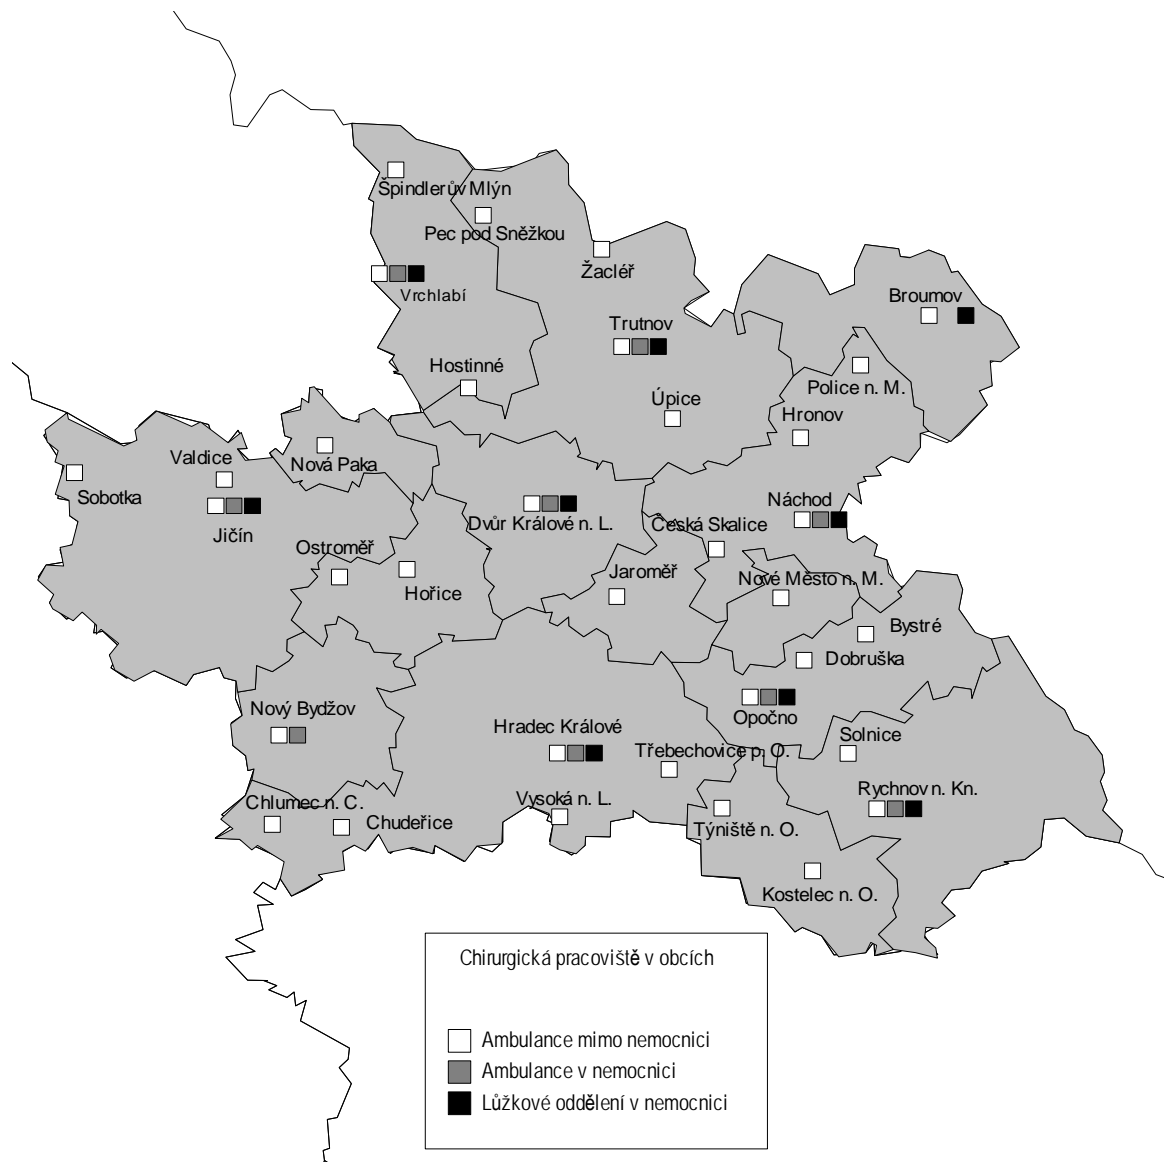 Špindlerův Mlýn
Pec pod Sněžkou
Žacléř
Vrchlabí
Broumov
Trutnov
Hostinné
Police n. M.
Úpice
Hronov
Valdice
Nová Paka
Sobotka
Náchod
Jičín
Dvůr Králové n. L.
Česká Skalice
Ostroměř
Hořice
Jaroměř
Nové Město n. M.
Bystré
Dobruška
Nový Bydžov
Opočno
Hradec Králové
Solnice
Třebechovice p. O.
Rychnov n. Kn.
Chlumec n. C.
Vysoká n. L.
Chudeřice
Týniště n. O.
Kostelec n. O.
Chirurgická pracoviště v obcích
Ambulance mimo nemocnici
Ambulance v nemocnici
Lůžkové oddělení v nemocnici